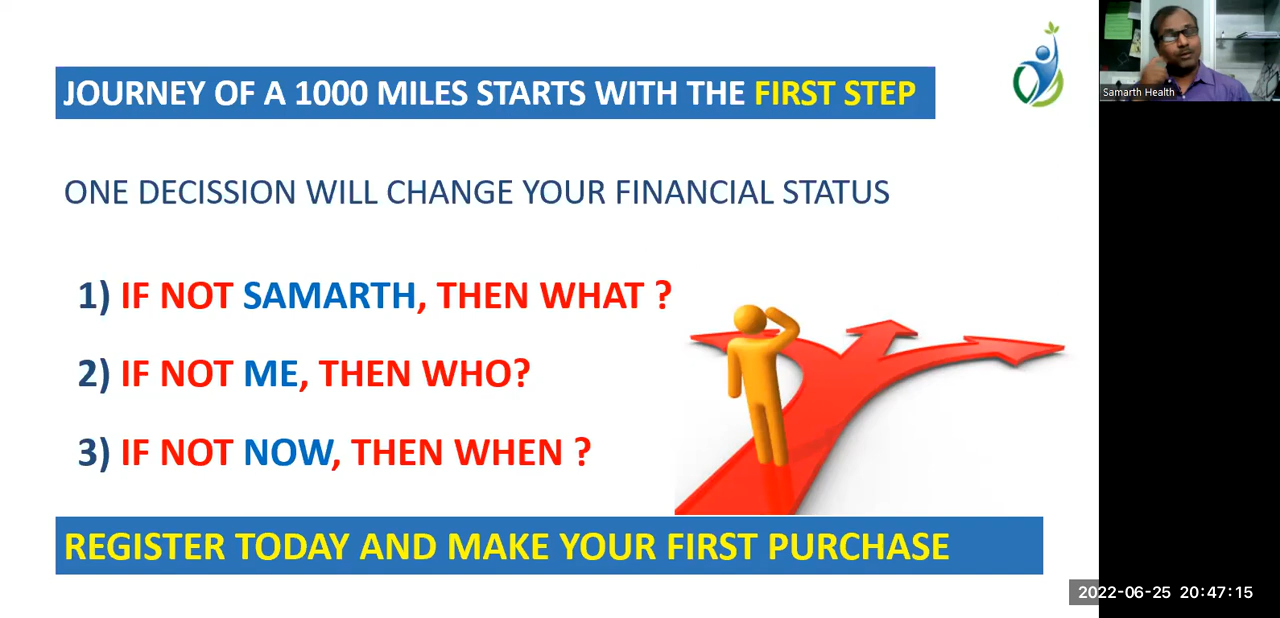 JOURNEY OF A 1000 MILES STARTS WITH THE FIRST STEP
Samarth Health
ONE DECISSION WILL CHANGE YOUR FINANCIAL STATUS
1) IF NOT SAMARTH, THEN WHAT ?
2) IF NOT ME, THEN WHO?
3) IF NOT NOW, THEN WHEN ?
REGISTER TODAY AND MAKE YOUR FIRST PURCHASE
2022-06-25 20:47:15